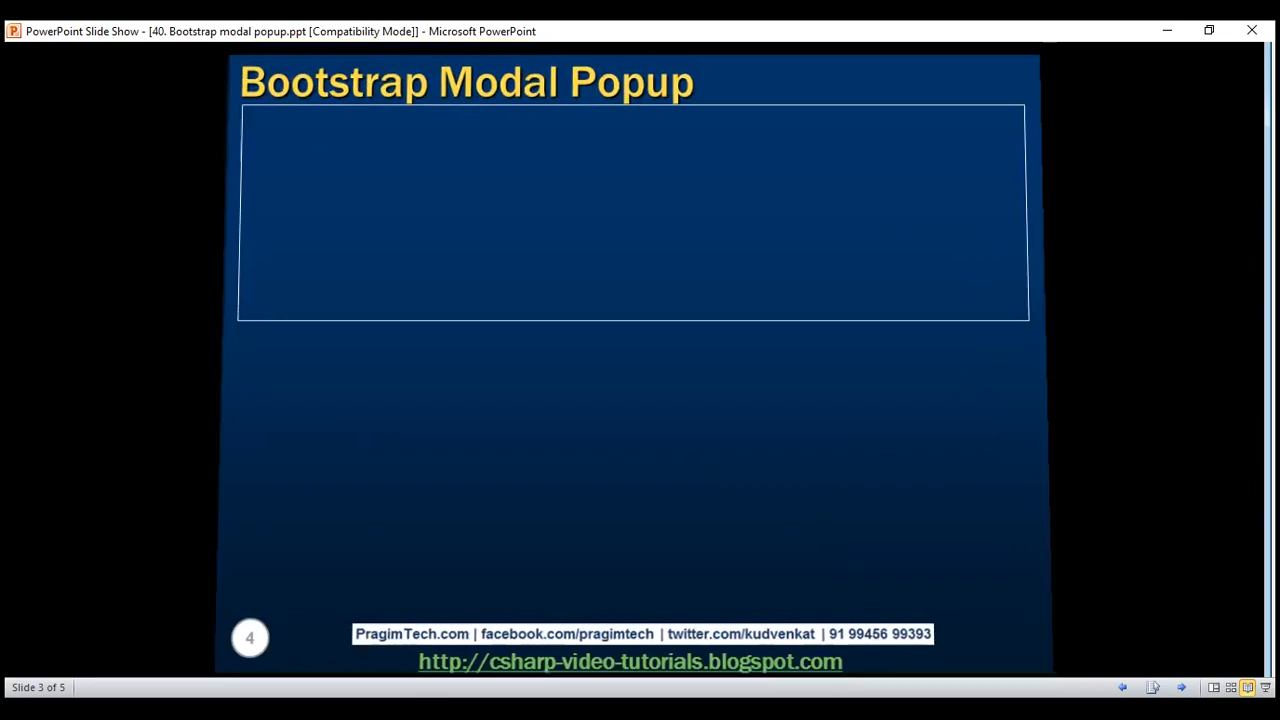 PowerPoint Slide Show - [40. Bootstrap modal popup.ppt [Compatibility Mode]] - Microsoft PowerPoint
Bootstrap Modal Popup
4
PragimTech.com | facebook.com/pragimtech | twitter.com/kudvenkat | 91 99456 99393
http://csharp-video-tutorials.blogspot.com
Slide 3 of 5